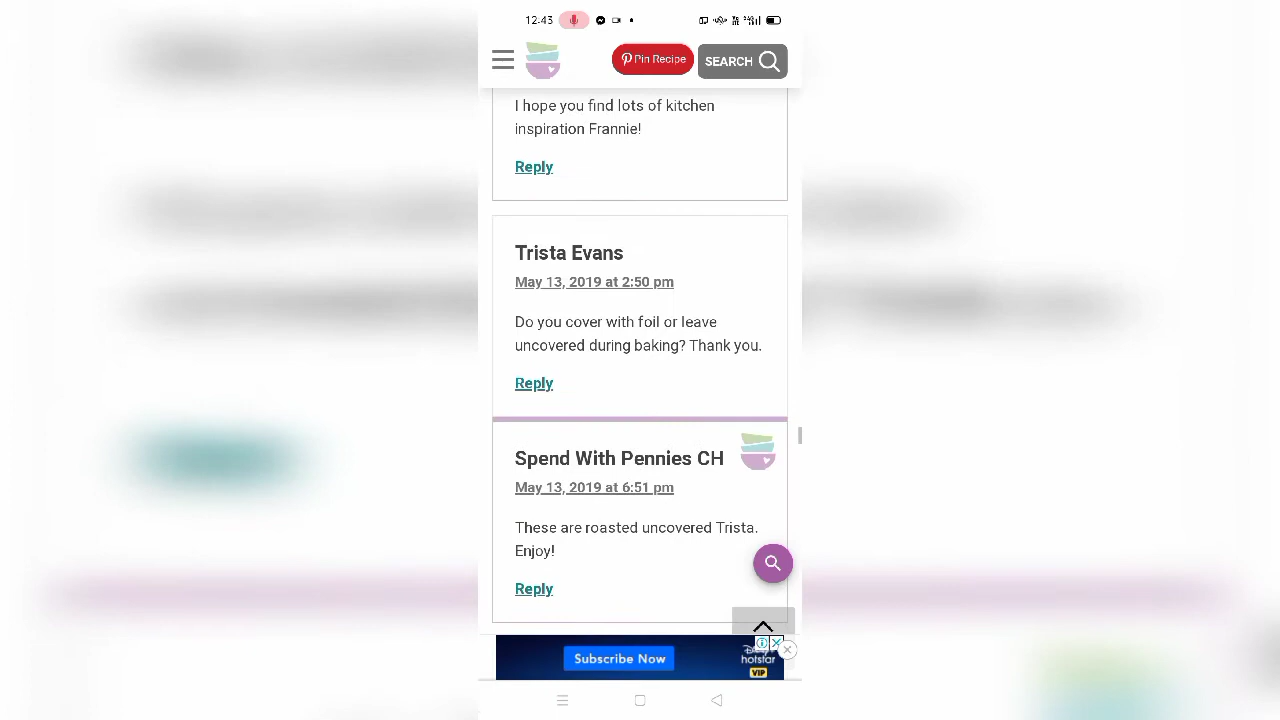 12.43
Pin Recipe
SEARCH
I hope you find lots of kitchen
inspiration Frannie!
Reply
Trista Evans
May 13, 2019 at 2:50 pm
Do you cover with foil or leave
uncovered during baking? Thank you.
Reply
Spend With Pennies CH
May 13, 2019 at 6:51 pm
These are roasted uncovered Trista.
Enjoy!
Reply
Subscribe Now
Disney+
hotstar
VIP